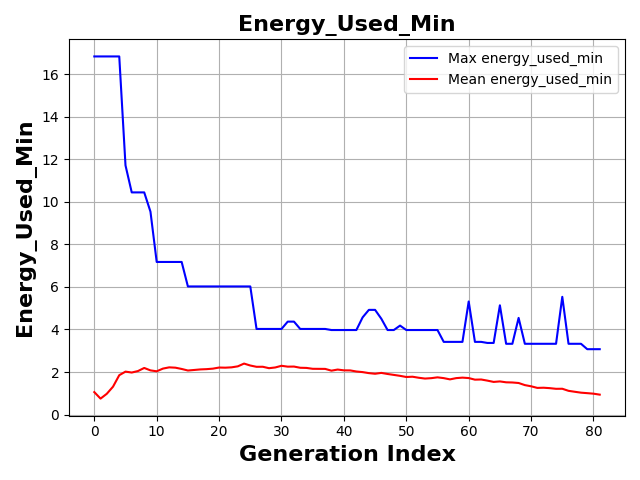 Energy_Used_Min
Max energy_used_min
Mean energy_used_min
Energy_Used_Min
16
14
12
10
8
6
4
2
0
0 10 20 30 40 50 60 70 80
Generation Index